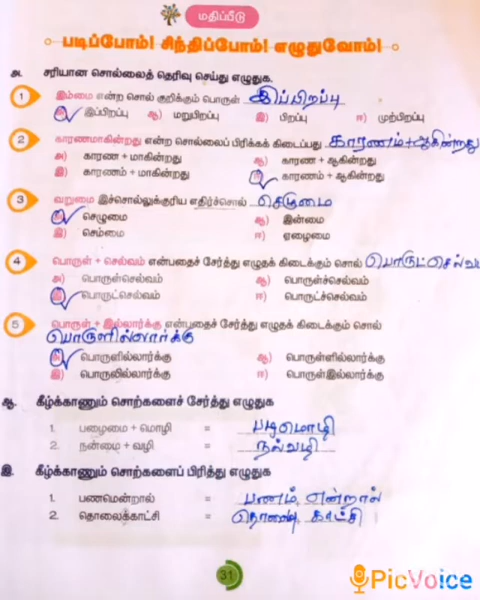 மதிப்பீடு
படிப்போம்! சிந்திப்போம்! எழுதுவோம்!
அ. சரியான சொல்லைத் தெரிவு செய்து எழுதுக.
1 இம்மை என்ற சொல் குறிக்கும் பொருள் இப்பிறப்பு
அ) இப்பிறப்பு ஆ) மறுபிறப்பு இ) பிறப்பு ஈ) முற்பிறப்பு
2 காரணமாகின்றது என்ற சொல்லைப் பிரிக்கக் கிடைப்பது காரணம்+ஆகின்றது
அ) காரண + மாகின்றது ஆ) காரண + ஆகின்றது
இ) காரணம் + மாகின்றது ஈ) காரணம் + ஆகின்றது
3 வறுமை இச்சொல்லுக்குரிய எதிர்ச்சொல் செழுமை
அ) செழுமை ஆ) இன்மை
இ) செம்மை ஈ) ஏழைமை
4 பொருள் + செல்வம் என்பதைச் சேர்த்து எழுதக் கிடைக்கும் சொல் பொருட்செல்வ
அ) பொருள்செல்வம் ஆ) பொருள்ச்செல்வம்
இ) பொருட்செல்வம் ஈ) பொருட்ச்செல்வம்
5 பொருள் + இல்லார்க்கு என்பதைச் சேர்த்து எழுதக் கிடைக்கும் சொல்
பொருளில்லார்க்கு
அ) பொருளில்லார்க்கு ஆ) பொருள்ளில்லார்க்கு
இ) பொருலில்லார்க்கு ஈ) பொருள்இல்லார்க்கு
ஆ. கீழ்க்காணும் சொற்களைச் சேர்த்து எழுதுக
1. பழைமை + மொழி = பழமொழி
2. நன்மை + வழி = நல்வழி
இ. கீழ்க்காணும் சொற்களைப் பிரித்து எழுதுக
1. பணமென்றால் = பணம், என்றால்
2. தொலைக்காட்சி = காட்சி
31
PicVoice